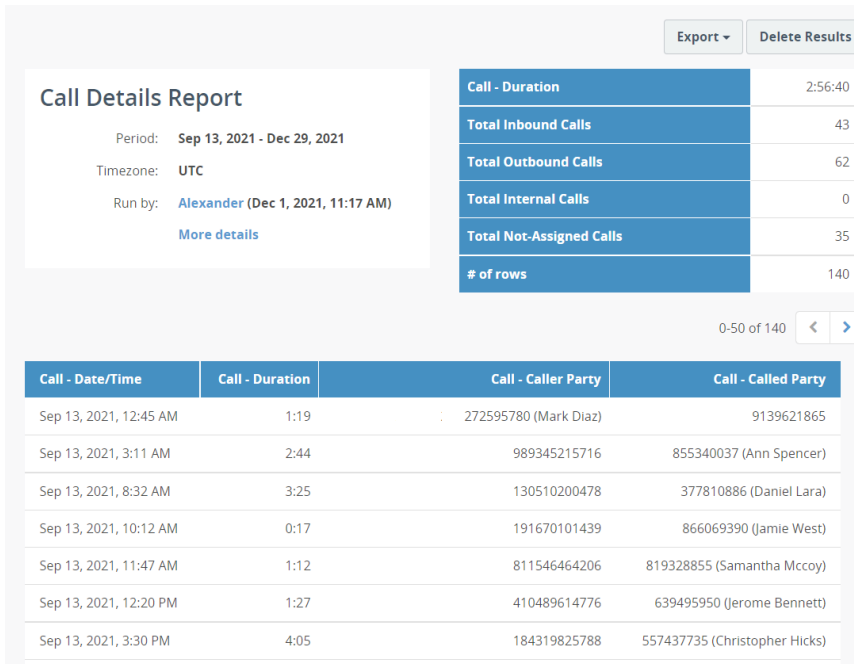 Export
Delete Results
Call Details Report
Period: Sep 13, 2021 - Dec 29, 2021
Timezone: UTC
Run by: Alexander (Dec 1, 2021, 11:17 AM)
More details
Call - Duration 2:56:40
Total Inbound Calls 43
Total Outbound Calls 62
Total Internal Calls 0
Total Not-Assigned Calls 35
# of rows 140
0-50 of 140
Call - Date/Time Call - Duration Call - Caller Party Call - Called Party
Sep 13, 2021, 12:45 AM 1:19 272595780 (Mark Diaz) 9139621865
Sep 13, 2021, 3:11 AM 2:44 989345215716 855340037 (Ann Spencer)
Sep 13, 2021, 8:32 AM 3:25 130510200478 377810886 (Daniel Lara)
Sep 13, 2021, 10:12 AM 0:17 191670101439 866069390 (Jamie West)
Sep 13, 2021, 11:47 AM 1:12 811546464206 819328855 (Samantha Mccoy)
Sep 13, 2021, 12:20 PM 1:27 410489614776 639495950 (Jerome Bennett)
Sep 13, 2021, 3:30 PM 4:05 184319825788 557437735 (Christopher Hicks)